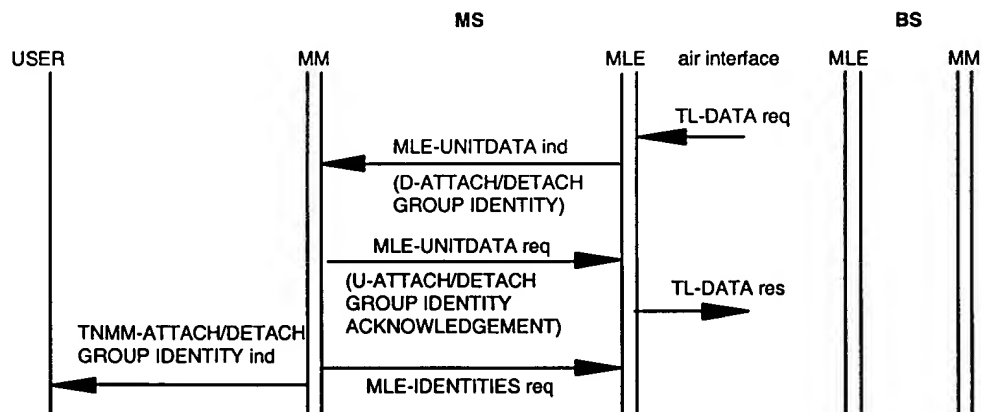 MS
BS
USER
MM
MLE
air interface
MLE
MM
TL-DATA req
MLE-UNITDATA ind
(D-ATTACH/DETACH
GROUP IDENTITY)
MLE-UNITDATA req
(U-ATTACH/DETACH
GROUP IDENTITY
ACKNOWLEDGEMENT)
TL-DATA res
TNMM-ATTACH/DETACH
GROUP IDENTITY ind
MLE-IDENTITIES req